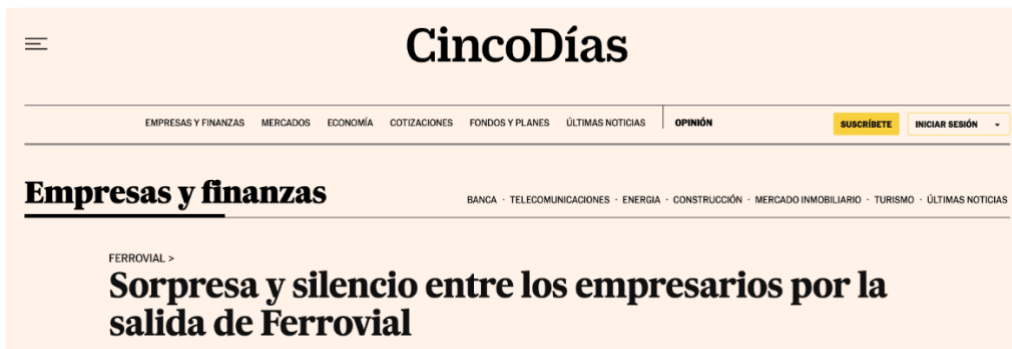 CincoDías
EMPRESAS Y FINANZAS MERCADOS ECONOMÍA COTIZACIONES FONDOS Y PLANES ÚLTIMAS NOTICIAS OPINIÓN SUSCRÍBETE INICIAR SESIÓN
Empresas y finanzas
BANCA · TELECOMUNICACIONES · ENERGIA · CONSTRUCCIÓN · MERCADO INMOBILIARIO · TURISMO · ÚLTIMAS NOTICIAS
FERROVIAL >
Sorpresa y silencio entre los empresarios por la
salida de Ferrovial